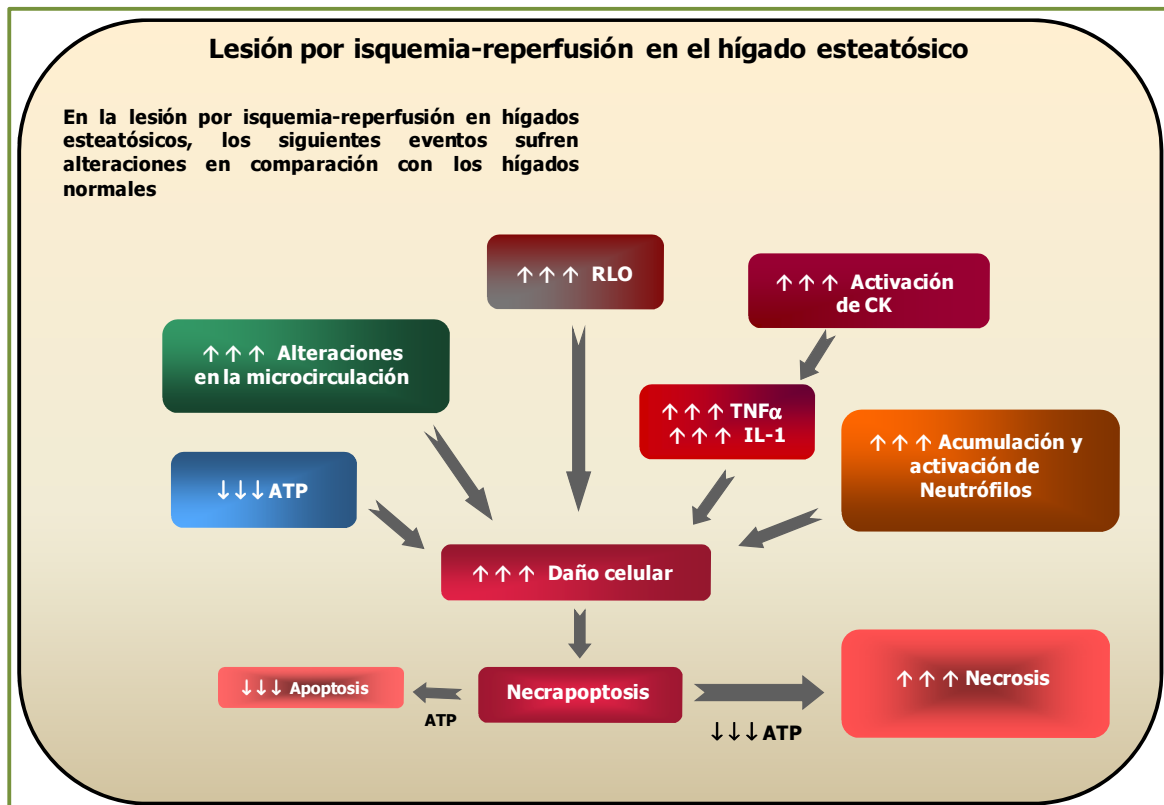 Lesión por isquemia-reperfusión en el hígado esteatósico
En la lesión por isquemia-reperfusión en hígados
esteatósicos, los siguientes eventos sufren
alteraciones en comparación con los hígados
normales
↑ ↑ ↑ RLO
↑ ↑ ↑ Activación
de CK
↑ ↑ ↑ Alteraciones
en la microcirculación
↑ ↑ ↑ TNFα
↑ ↑ ↑ IL-1
↑ ↑ ↑ Acumulación y
activación de
Neutrófilos
↓↓↓ATP
↑ ↑ ↑ Daño celular
↓↓↓ Apoptosis
ATP
Necrapoptosis
↓↓↓ATP
↑ ↑ ↑ Necrosis